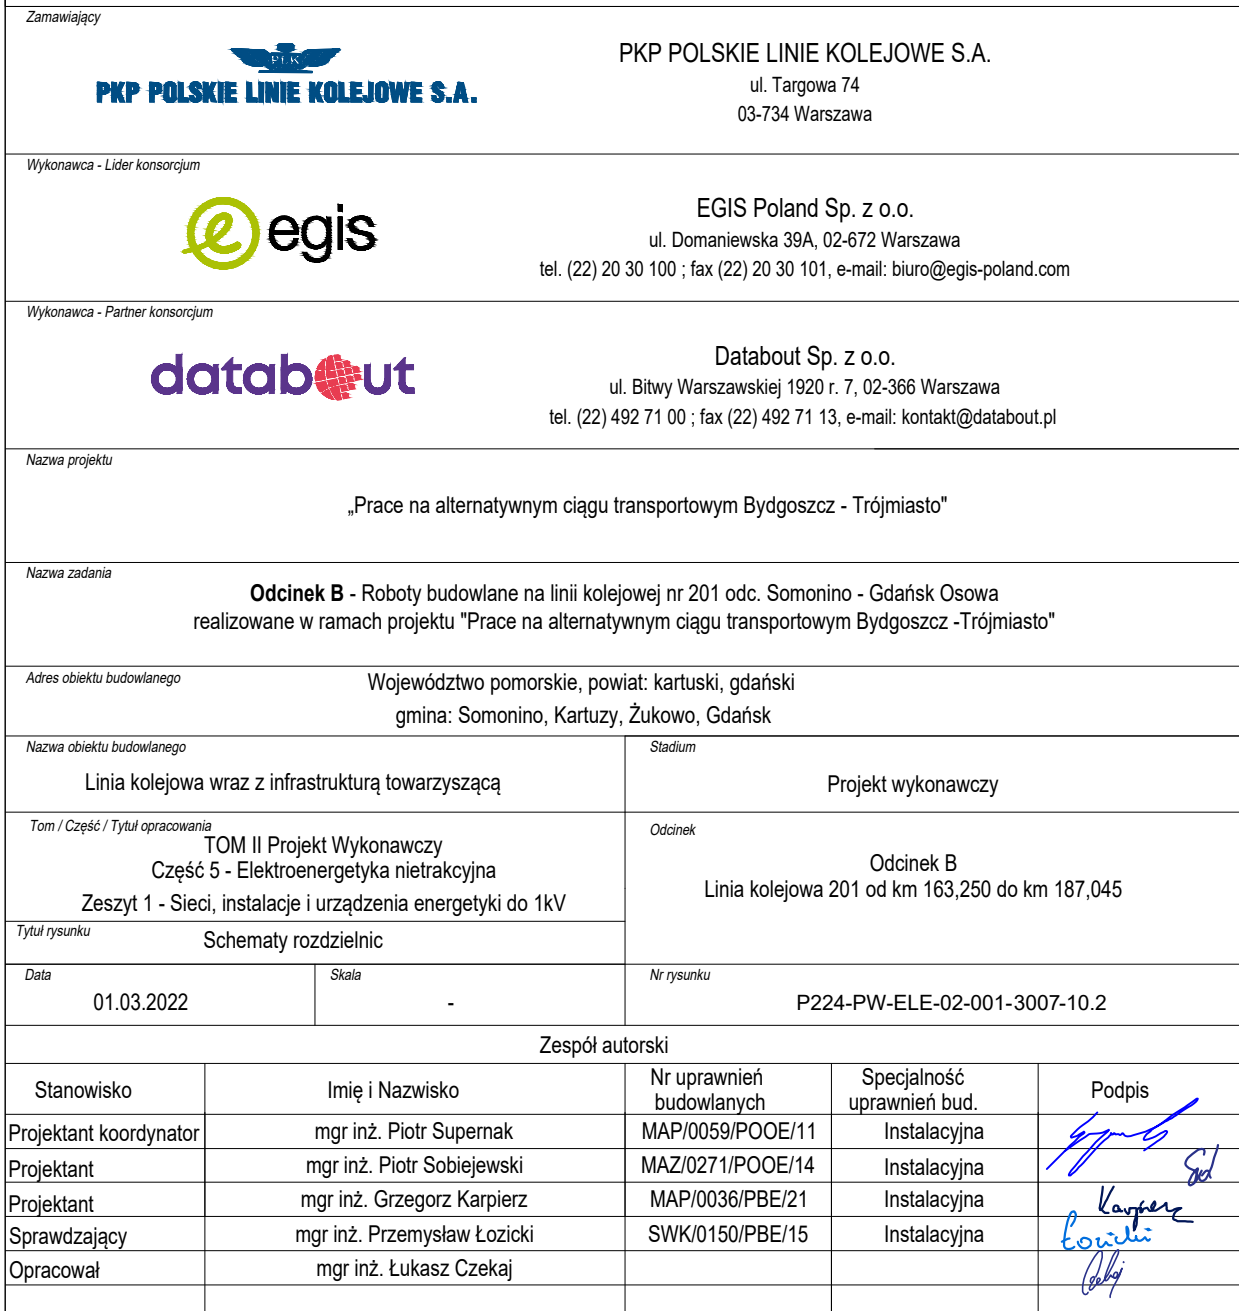 Zamawiający
PKP POLSKIE LINIE KOLEJOWE S.A.
PKP POLSKIE LINIE KOLEJOWE S.A.
ul. Targowa 74
03-734 Warszawa
Wykonawca - Lider konsorcjum
egis
EGIS Poland Sp. z o.o.
ul. Domaniewska 39A, 02-672 Warszawa
tel. (22) 20 30 100 ; fax (22) 20 30 101, e-mail: biuro@egis-poland.com
Wykonawca - Partner konsorcjum
databout
Databout Sp. z o.o.
ul. Bitwy Warszawskiej 1920 r. 7, 02-366 Warszawa
tel. (22) 492 71 00 ; fax (22) 492 71 13, e-mail: kontakt@databout.pl
Nazwa projektu
„Prace na alternatywnym ciągu transportowym Bydgoszcz - Trójmiasto"
Nazwa zadania
Odcinek B - Roboty budowlane na linii kolejowej nr 201 odc. Somonino - Gdańsk Osowa
realizowane w ramach projektu "Prace na alternatywnym ciągu transportowym Bydgoszcz -Trójmiasto"
Adres obiektu budowlanego
Województwo pomorskie, powiat: kartuski, gdański
gmina: Somonino, Kartuzy, Żukowo, Gdańsk
Nazwa obiektu budowlanego
Linia kolejowa wraz z infrastrukturą towarzyszącą
Stadium
Projekt wykonawczy
Tom / Część / Tytuł opracowania
TOM II Projekt Wykonawczy
Część 5 - Elektroenergetyka nietrakcyjna
Zeszyt 1 - Sieci, instalacje i urządzenia energetyki do 1kV
Odcinek
Odcinek B
Linia kolejowa 201 od km 163,250 do km 187,045
Tytuł rysunku
Schematy rozdzielnic
Data
01.03.2022
Skala
-
Nr rysunku
P224-PW-ELE-02-001-3007-10.2
Zespół autorski
Stanowisko Imię i Nazwisko Nr uprawnień budowlanych Specjalność uprawnień bud. Podpis
Projektant koordynator mgr inż. Piotr Supernak MAP/0059/POOE/11 Instalacyjna
Projektant mgr inż. Piotr Sobiejewski MAZ/0271/POOE/14 Instalacyjna
Projektant mgr inż. Grzegorz Karpierz MAP/0036/PBE/21 Instalacyjna Karpierz
Sprawdzający mgr inż. Przemysław Łozicki SWK/0150/PBE/15 Instalacyjna Łozicki
Opracował mgr inż. Łukasz Czekaj